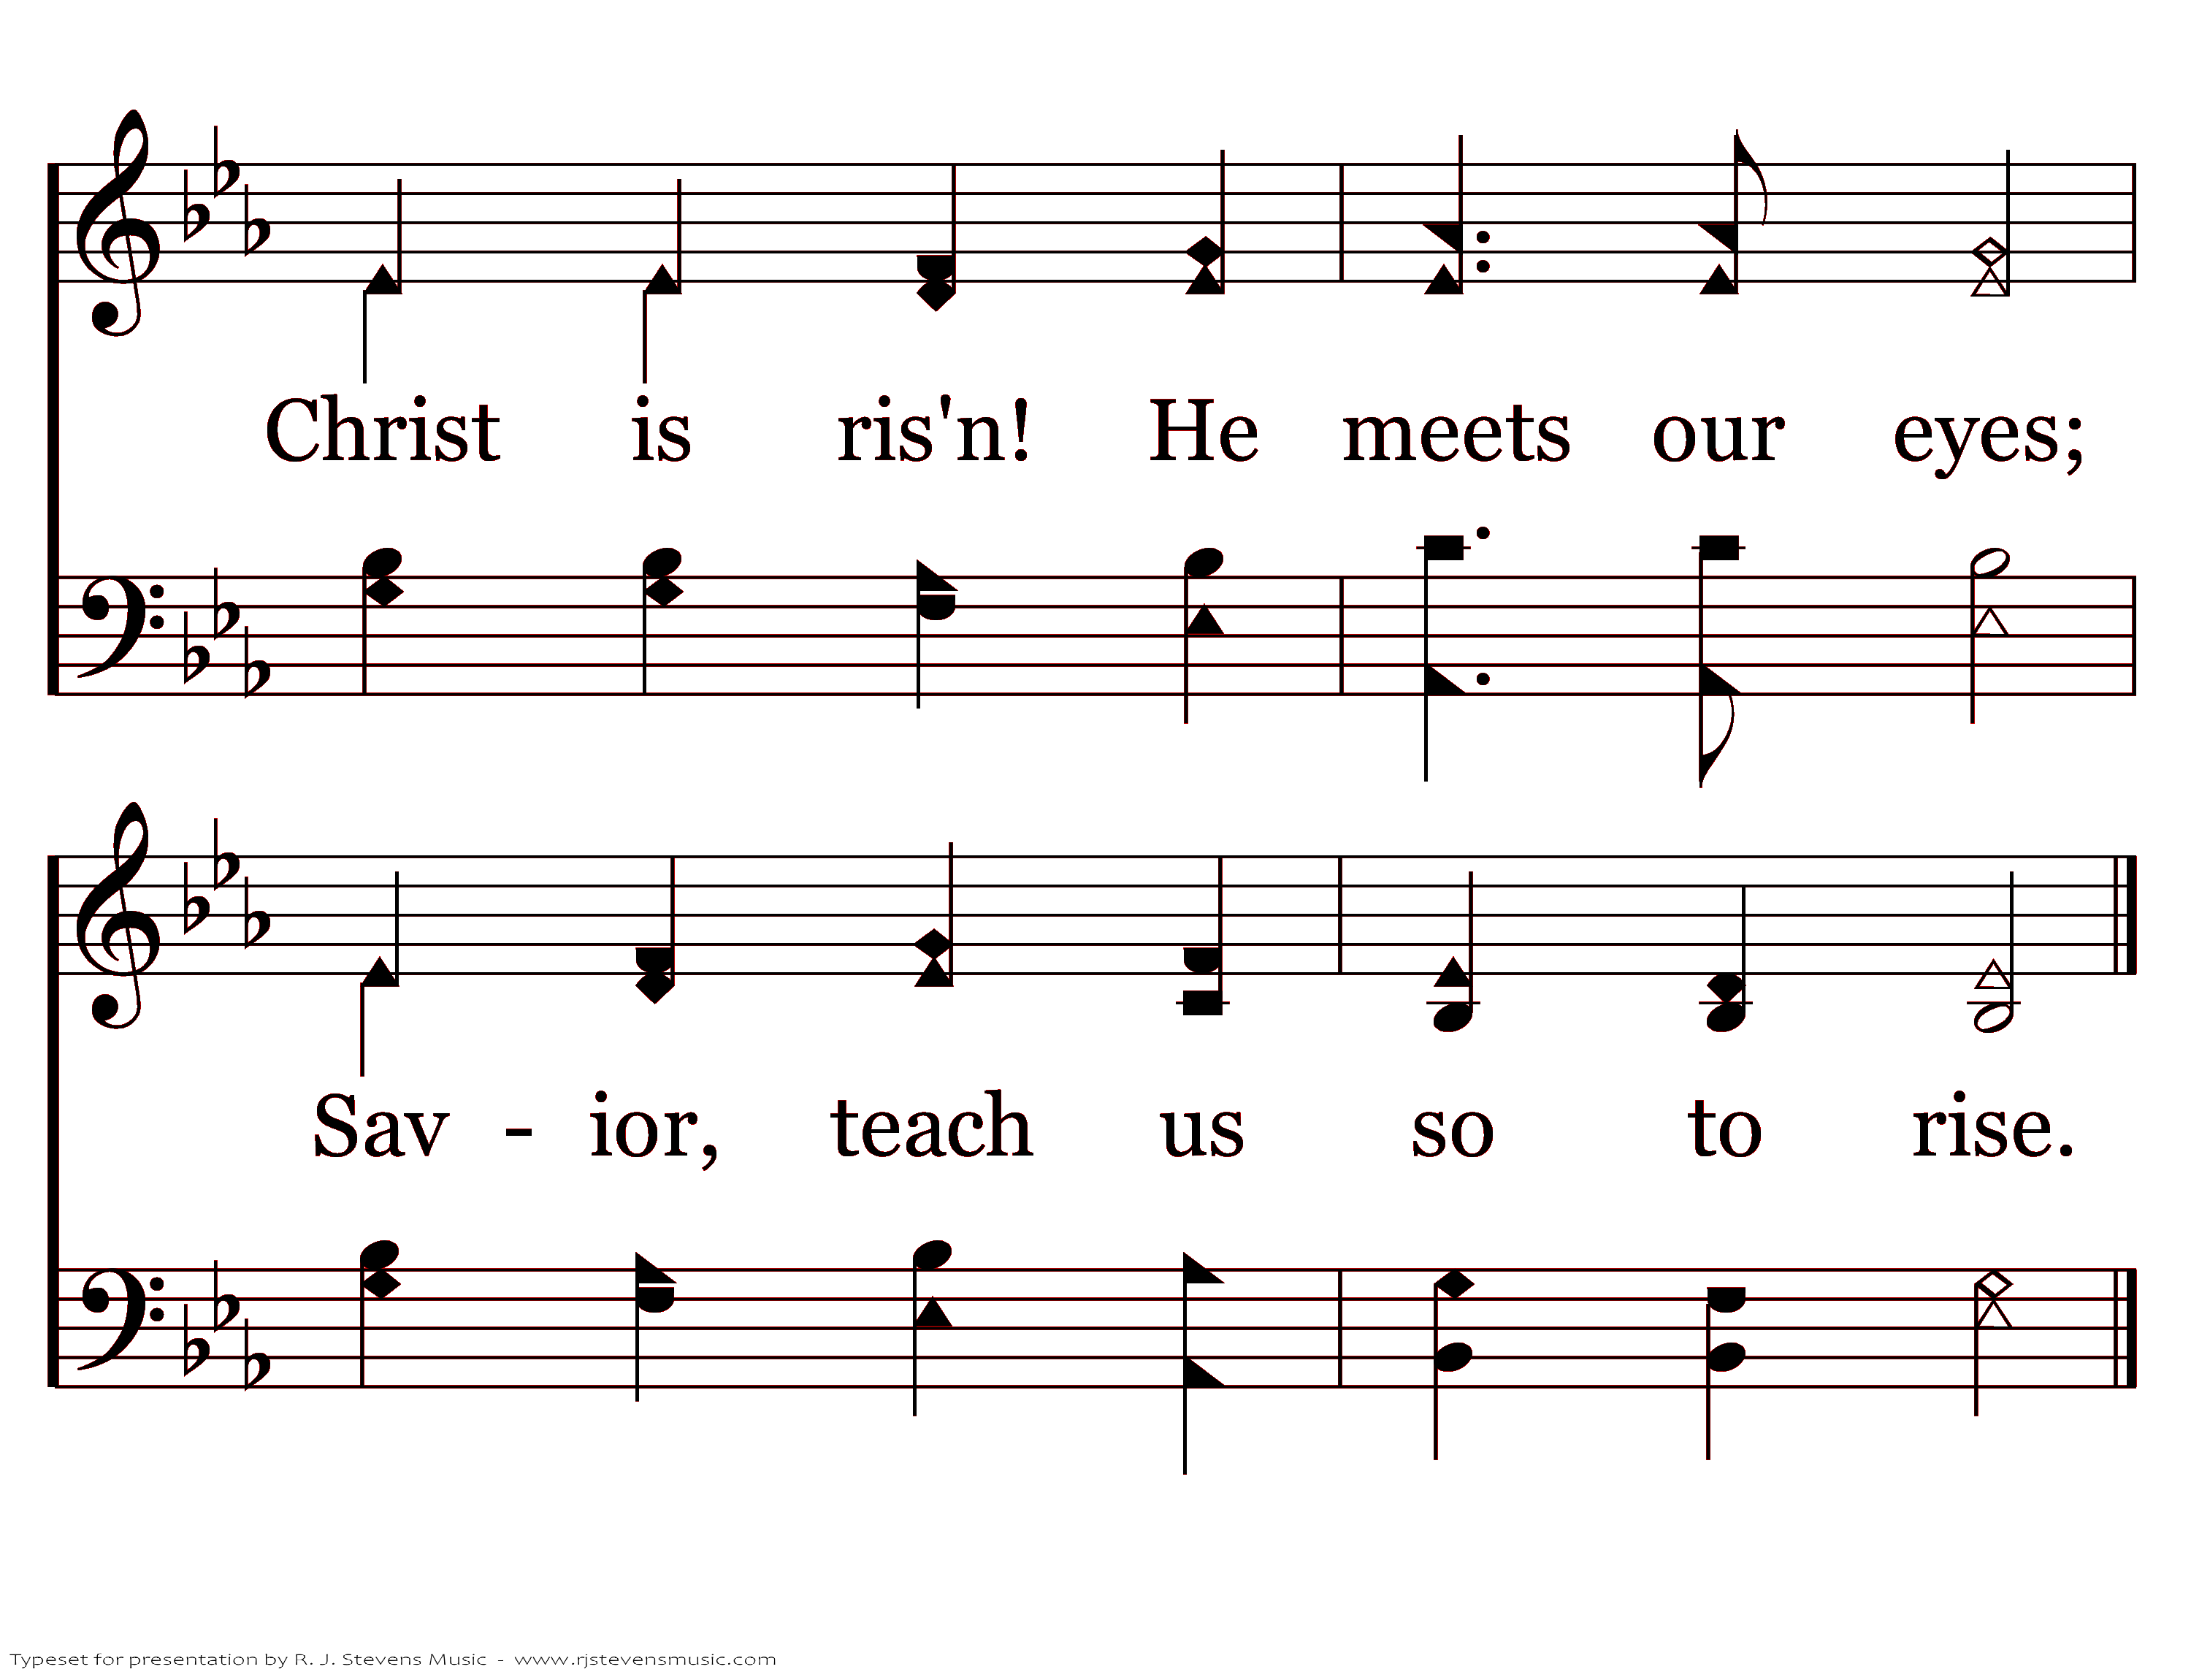 Christ is ris'n! He meets our eyes;
Sav - ior, teach us so to rise.
Typeset for presentation by R. J. Stevens Music - www.rjstevensmusic.com